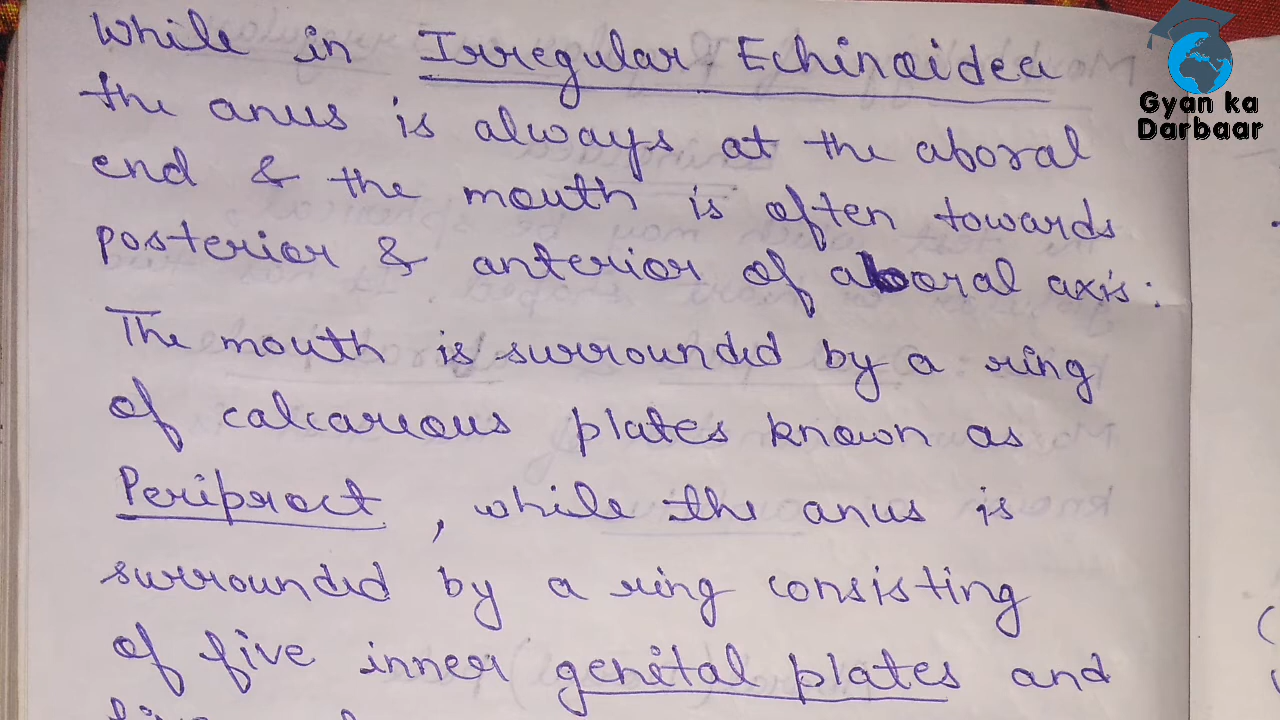 While in Irregular Echinoidea
the anus is always at the aboral
end & the mouth is often towards
posterior & anterior of aboral axis:
The mouth is surrounded by a ring
of calcareous plates known as
Periproct, while the anus is
surrounded by a ring consisting
of five inner genital plates and
Gyan ka
Darbaar